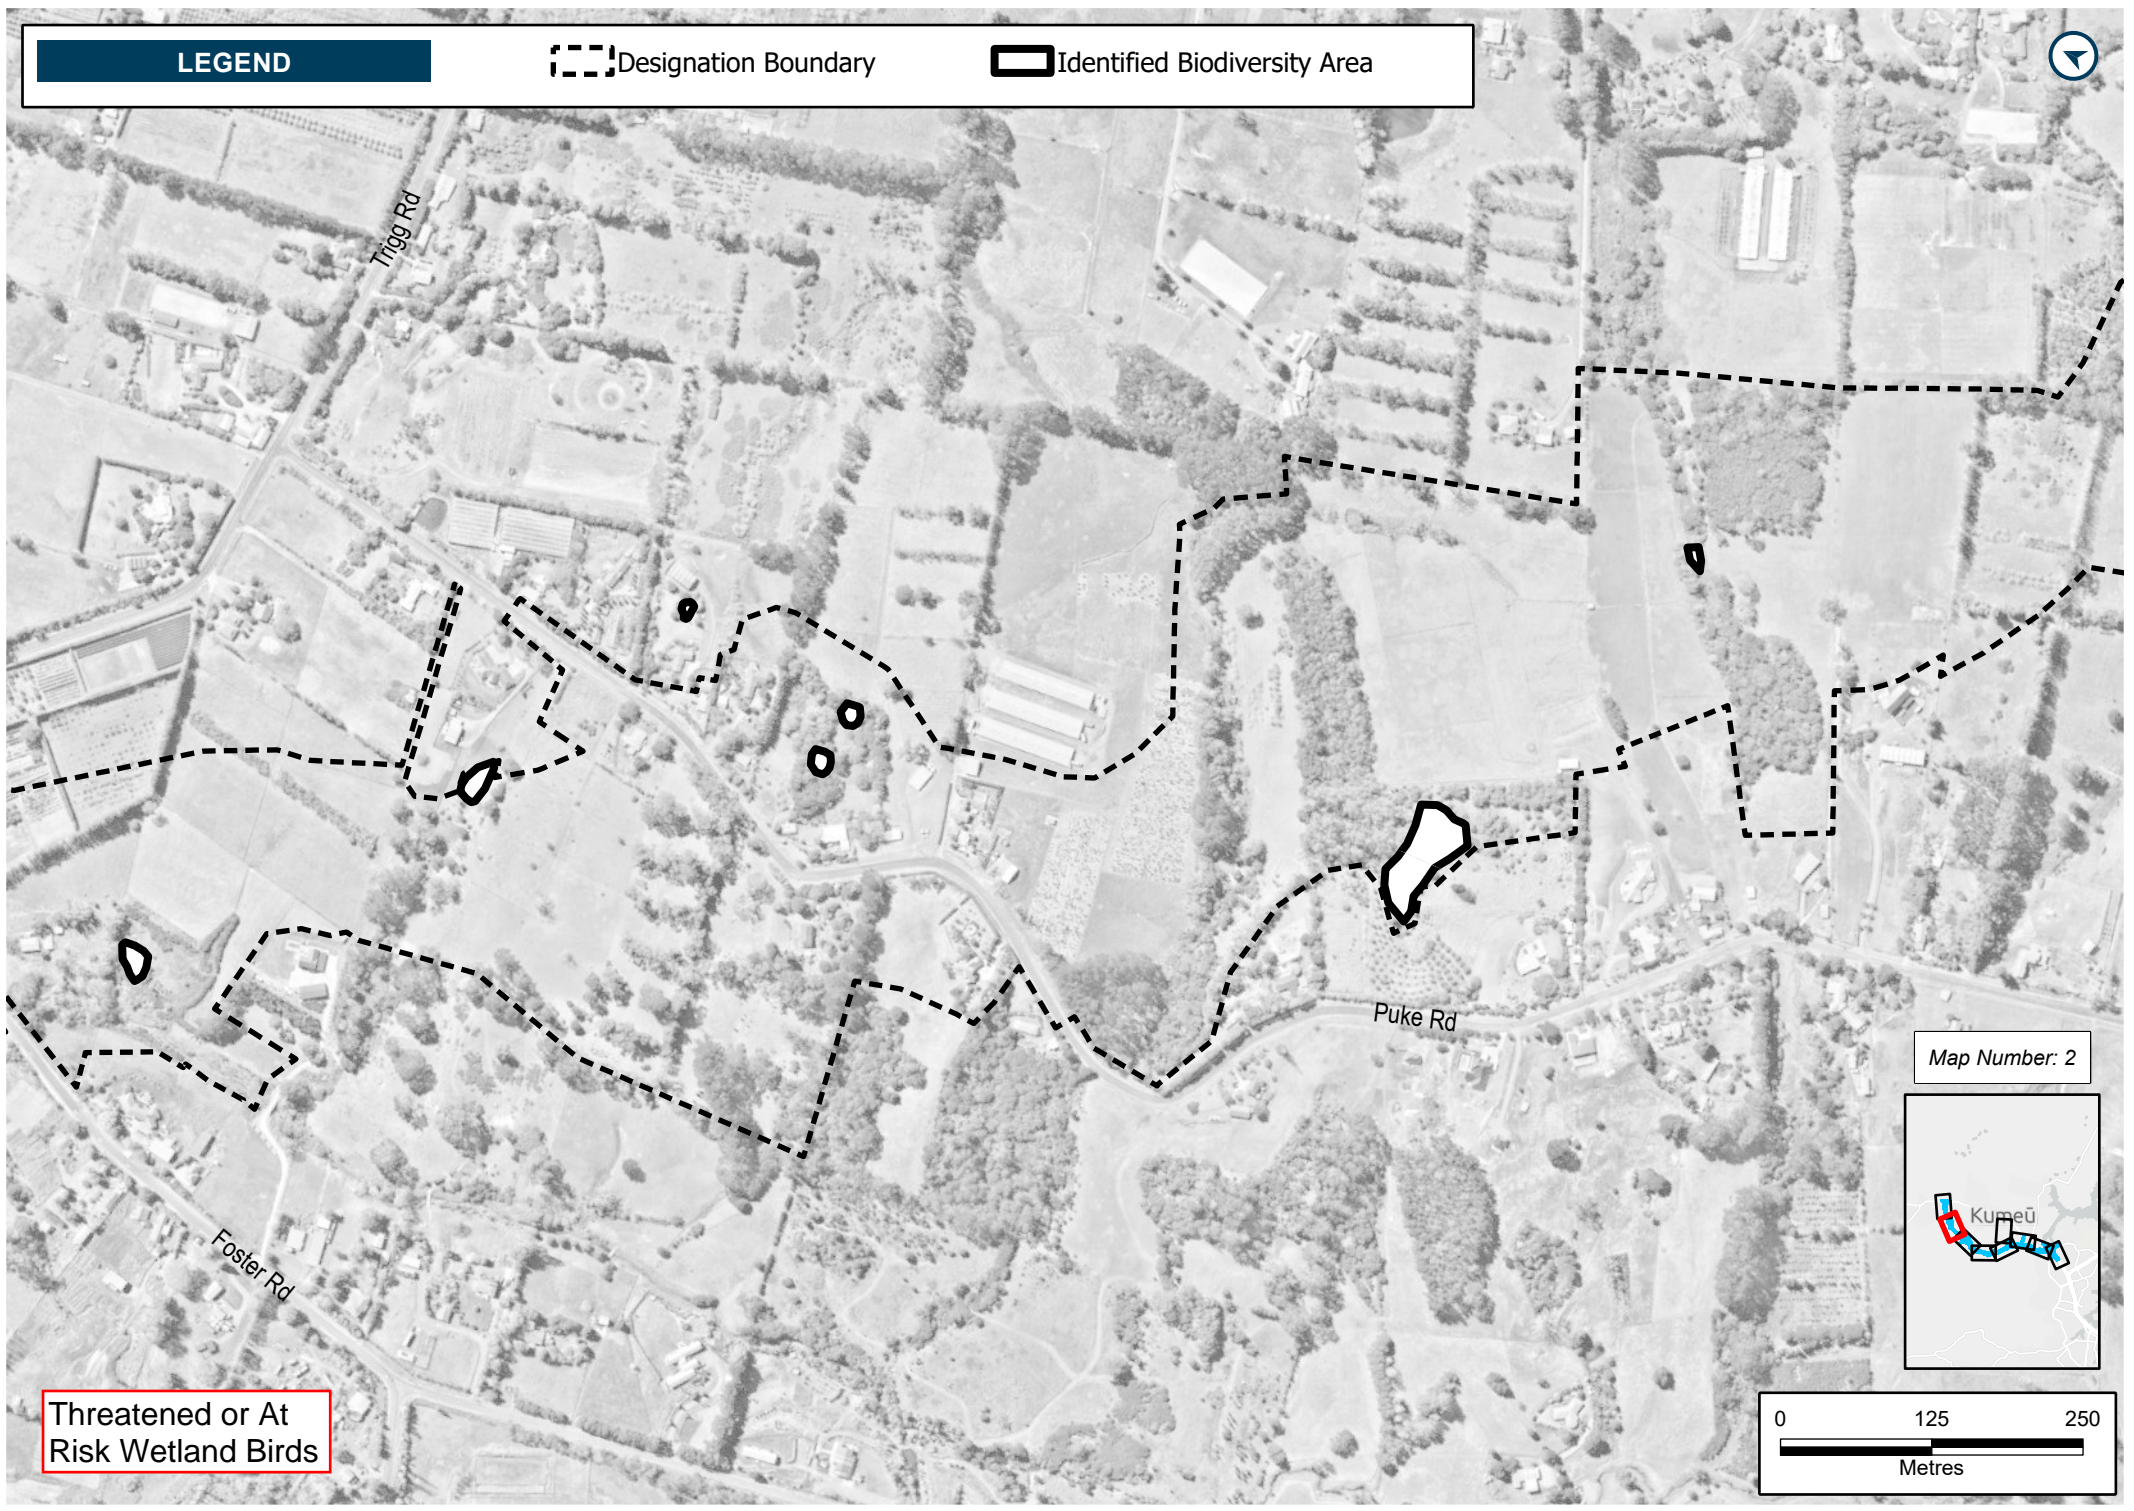 LEGEND
Designation Boundary
Identified Biodiversity Area
Trigg Rd
Puke Rd
Foster Rd
Map Number: 2
Kumeū
Threatened or At
Risk Wetland Birds
0 125 250
Metres